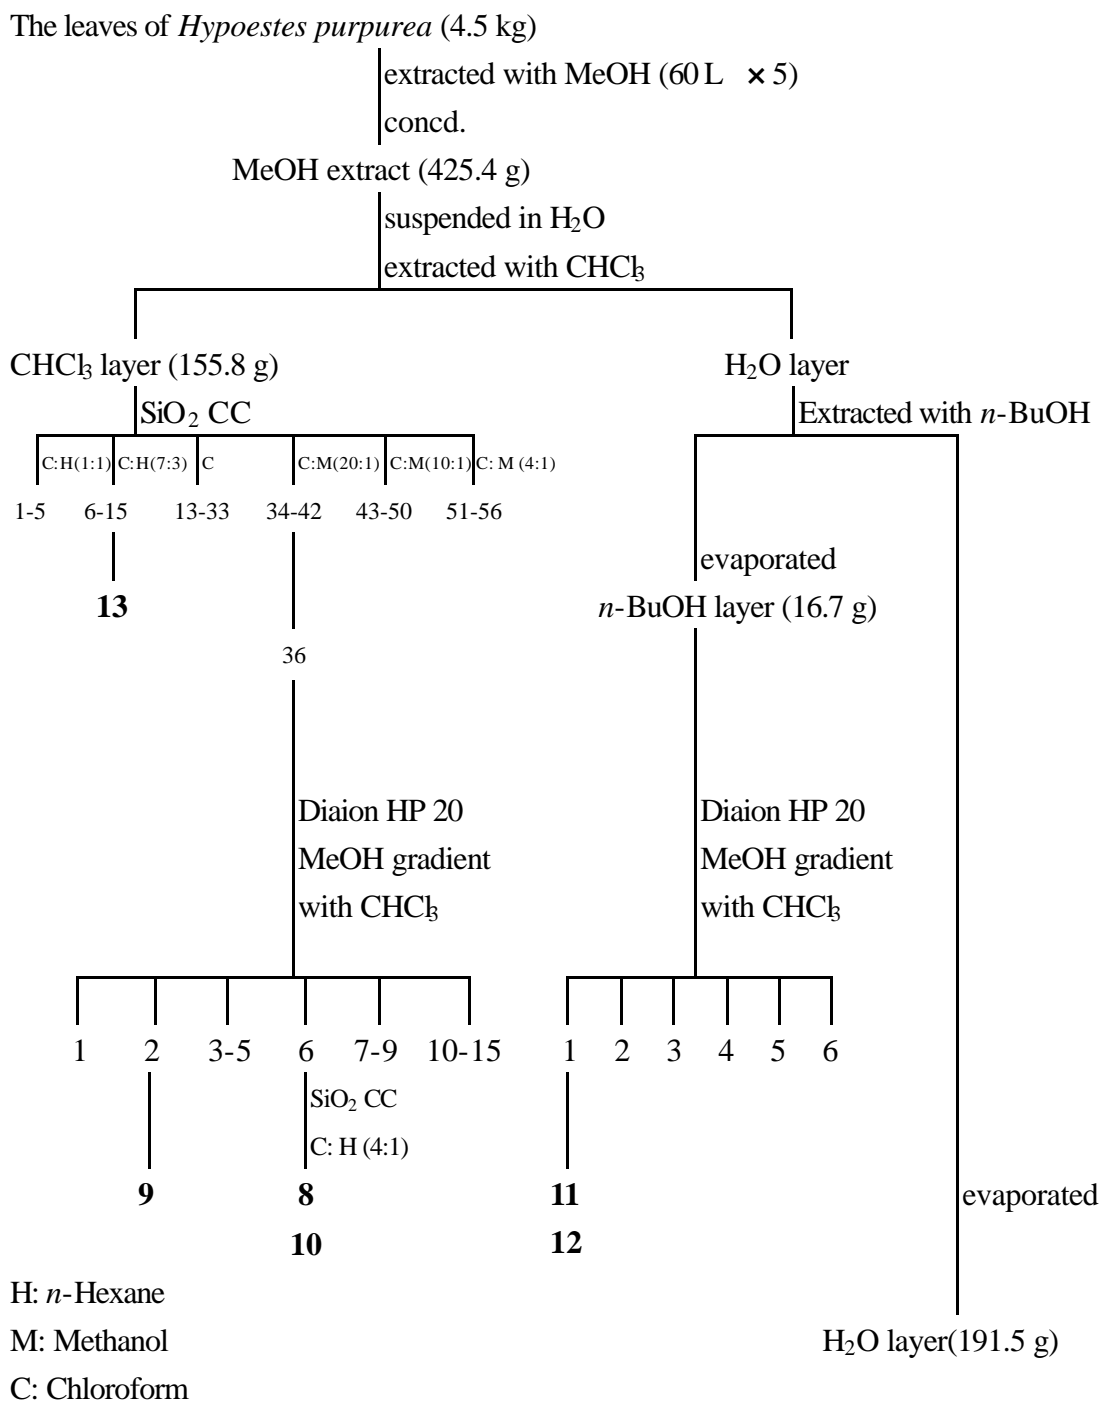 The leaves of Hypoestes purpurea (4.5 kg)
extracted with MeOH (60 L × 5)
concd.
MeOH extract (425.4 g)
suspended in H₂O
extracted with CHCl₃
CHCl₃ layer (155.8 g) H₂O layer
SiO₂ CC Extracted with n-BuOH
C:H(1:1) C:H(7:3) C C:M(20:1) C:M(10:1) C: M (4:1)
1-5 6-15 13-33 34-42 43-50 51-56
evaporated
13 n-BuOH layer (16.7 g)
36
Diaion HP 20 Diaion HP 20
MeOH gradient MeOH gradient
with CHCl₃ with CHCl₃
1 2 3-5 6 7-9 10-15 1 2 3 4 5 6
SiO₂ CC
C: H (4:1)
9 8 11 evaporated
10 12
H: n-Hexane
M: Methanol H₂O layer(191.5 g)
C: Chloroform